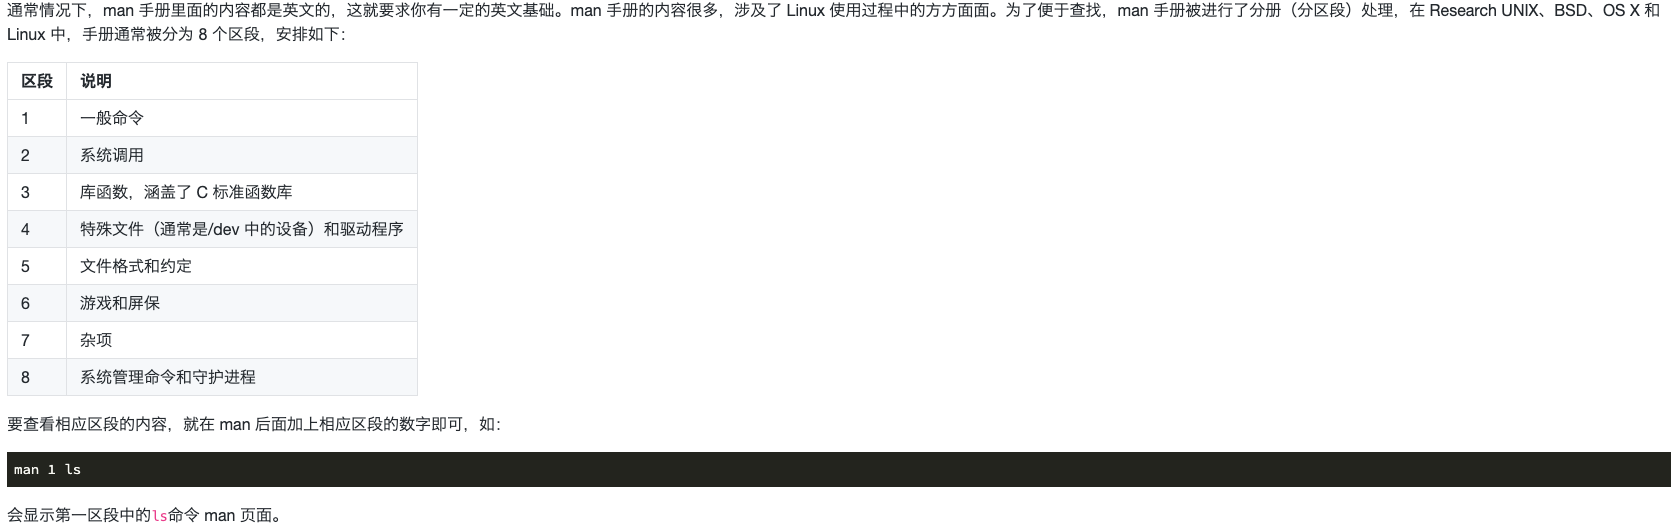 通常情况下，man 手册里面的内容都是英文的，这就要求你有一定的英文基础。man 手册的内容很多，涉及了 Linux 使用过程中的方方面面。为了便于查找，man 手册被进行了分册（分区段）处理，在 Research UNIX、BSD、OS X 和
Linux 中，手册通常被分为 8 个区段，安排如下：
区段 说明
1 一般命令
2 系统调用
3 库函数，涵盖了 C 标准函数库
4 特殊文件（通常是/dev 中的设备）和驱动程序
5 文件格式和约定
6 游戏和屏保
7 杂项
8 系统管理命令和守护进程
要查看相应区段的内容，就在 man 后面加上相应区段的数字即可，如：
man 1 ls
会显示第一区段中的ls命令 man 页面。